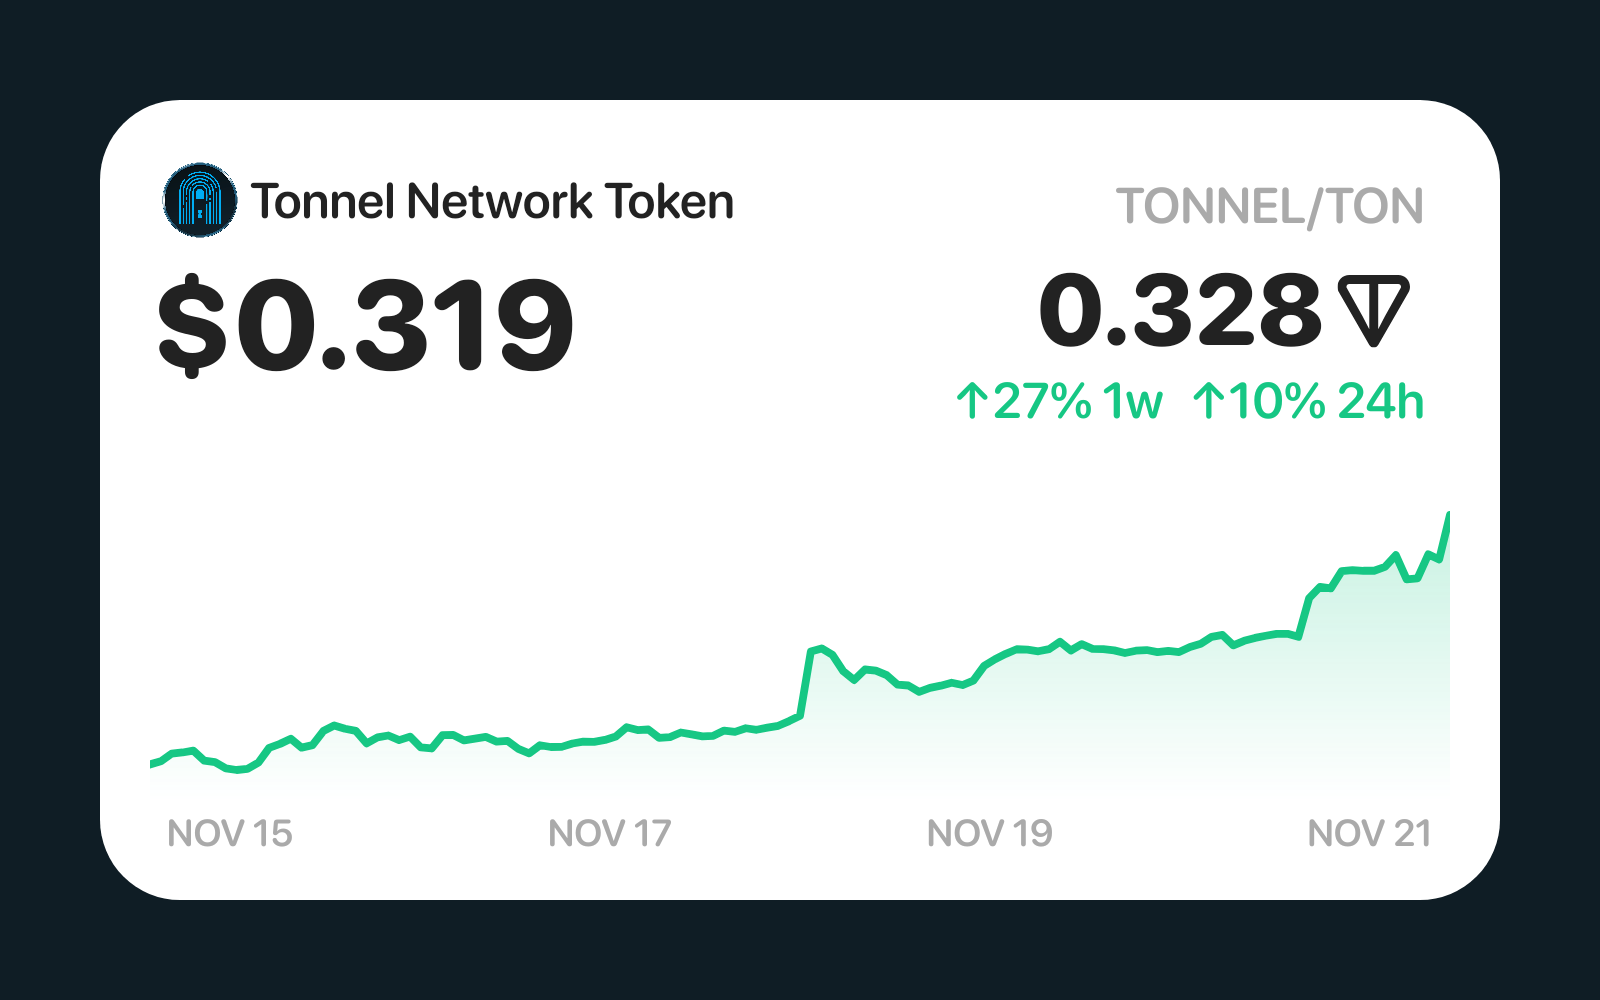 Tonnel Network Token
TONNEL/TON
$0.319
0.328
↑27% 1w ↑10% 24h
NOV 15
NOV 17
NOV 19
NOV 21